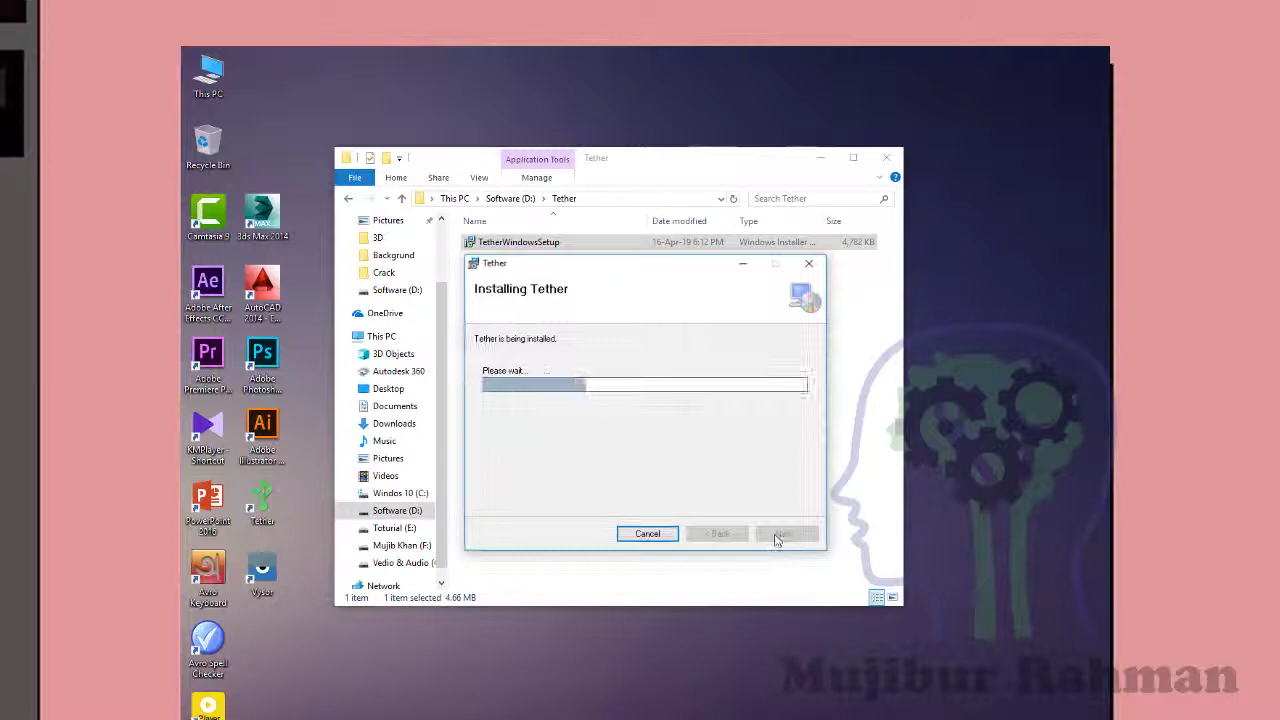 This PC
Recycle Bin
Camtasia 9
3ds Max 2014
Adobe After
Effects CC...
AutoCAD
2014 - E...
Adobe
Premiere P...
Adobe
Photosh...
KMPlayer -
Shortcut
Adobe
Illustrator ...
PowerPoint
2016
Tether
Avro
Keyboard
Vysor
Avro Spell
Checker
Player
Application Tools
Tether
File
Home
Share
View
Manage
This PC > Software (D:) > Tether
Search Tether
Name
Date modified
Type
Size
TetherWindowsSetup
16-Apr-19 6:12 PM
Windows Installer ...
4,782 KB
Pictures
3D
Backgrund
Crack
Software (D:)
OneDrive
This PC
3D Objects
Autodesk 360
Desktop
Documents
Downloads
Music
Pictures
Videos
Windos 10 (C:)
Software (D:)
Toturial (E:)
Mujib Khan (F:)
Vedio & Audio (
Network
1 item
1 item selected 4.66 MB
Tether
Installing Tether
Tether is being installed.
Please wait...
Cancel
< Back
Mujibur Rahman